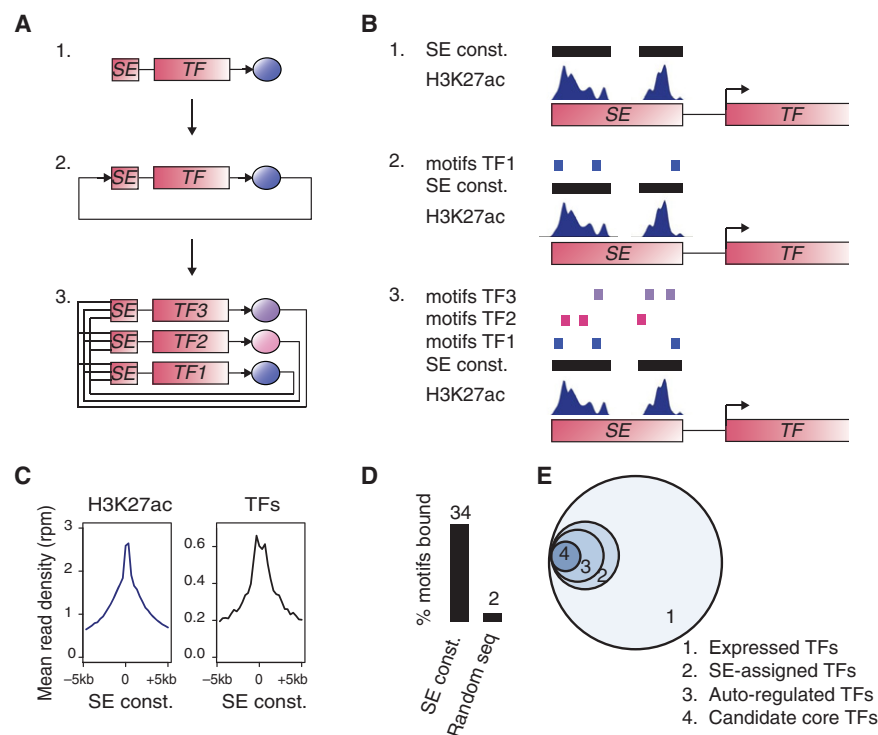 A
1.
SE TF
2.
SE TF
3.
SE TF3
SE TF2
SE TF1
B
1. SE const.
H3K27ac
SE TF
2. motifs TF1
SE const.
H3K27ac
SE TF
3. motifs TF3
motifs TF2
motifs TF1
SE const.
H3K27ac
SE TF
C
H3K27ac
Mean read density (rpm)
3
2
1
0
−5kb 0 +5kb
SE const.
TFs
0.6
0.4
0.2
0.0
−5kb 0 +5kb
SE const.
D
% motifs bound
34
2
SE const.
Random seq
E
4
3
2
1
1. Expressed TFs
2. SE-assigned TFs
3. Auto-regulated TFs
4. Candidate core TFs